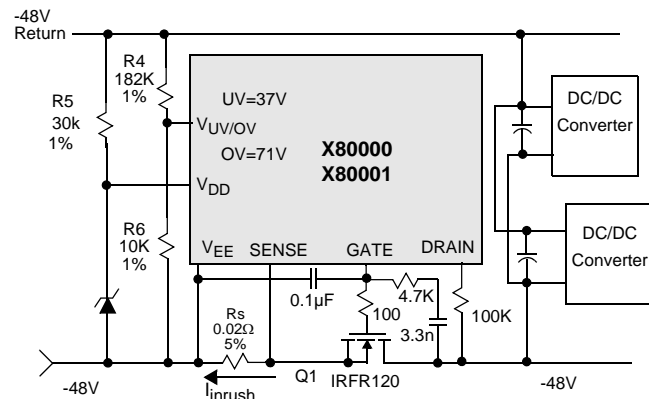 -48V
Return
R4
182K
1%
R5
30k
1%
UV=37V
VUV/OV
OV=71V
X80000
X80001
VDD
R6
10K
1%
VEE SENSE GATE DRAIN
DC/DC
Converter
DC/DC
Converter
0.1µF
4.7K
100
3.3n
100K
Rs
0.02Ω
5%
-48V
Iinrush
Q1
IRFR120
-48V